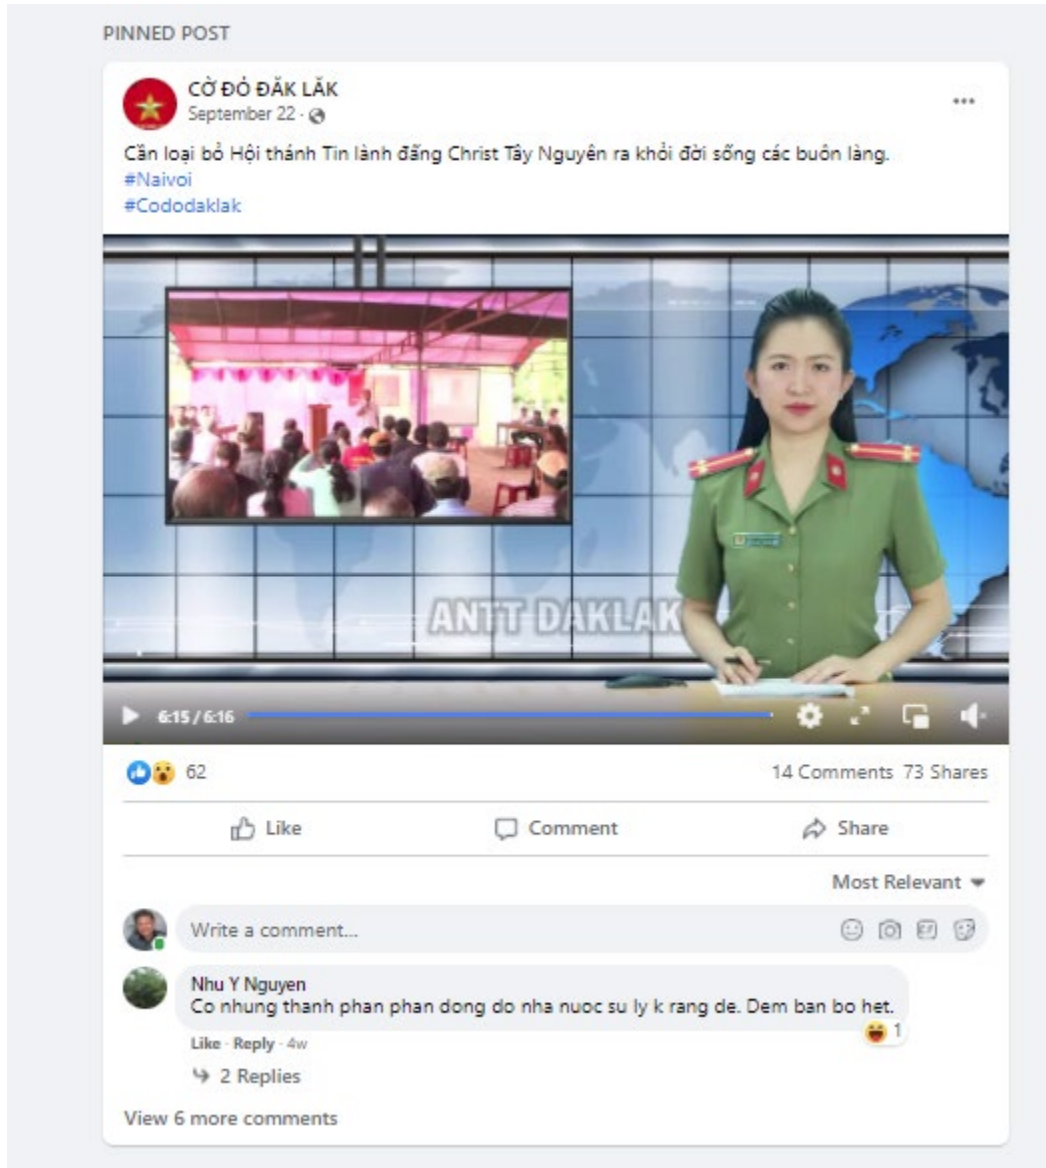 PINNED POST
CỜ ĐỎ ĐĂK LĂK
September 22
Cần loại bỏ Hội thánh Tin lành đấng Christ Tây Nguyên ra khỏi đời sống các buôn làng.
#Naivoi
#Cododaklak
ANTT DAKLAK
6:15 / 6:16
62
14 Comments 73 Shares
Like Comment Share
Most Relevant
Write a comment...
Nhu Y Nguyen
Co nhung thanh phan phan dong do nha nuoc su ly k rang de. Dem ban bo het.
1
Like · Reply · 4w
2 Replies
View 6 more comments